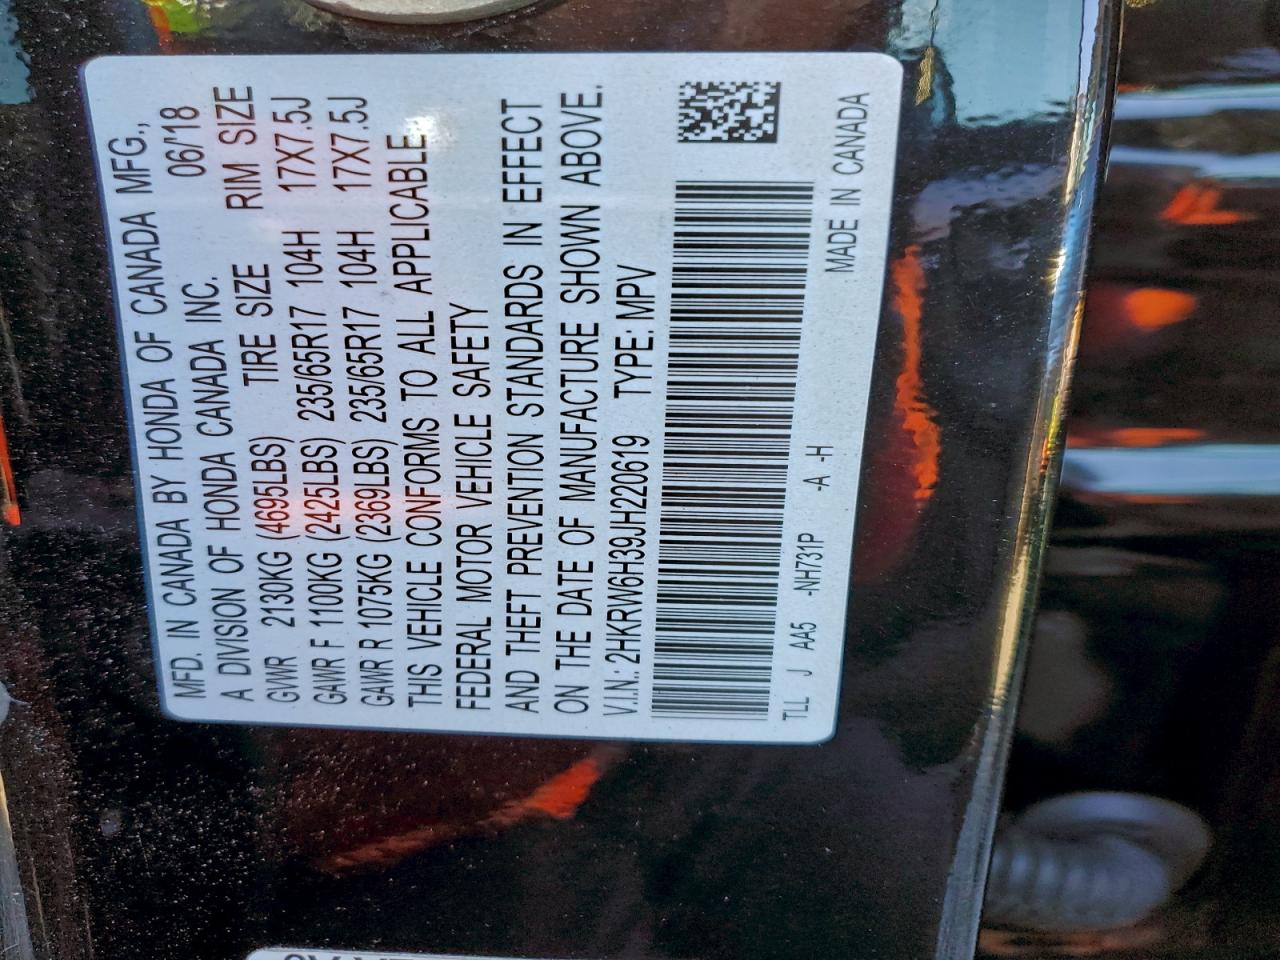 MFD. IN CANADA BY HONDA OF CANADA MFG.,
A DIVISION OF HONDA CANADA INC. 06/18
GVWR 2130KG (4695LBS) TIRE SIZE RIM SIZE
GAWR F 1100KG (2425LBS) 235/65R17 104H 17X7.5J
GAWR R 1075KG (2369LBS) 235/65R17 104H 17X7.5J
THIS VEHICLE CONFORMS TO ALL APPLICABLE
FEDERAL MOTOR VEHICLE SAFETY
AND THEFT PREVENTION STANDARDS IN EFFECT
ON THE DATE OF MANUFACTURE SHOWN ABOVE.
V.I.N.: 2HKRW6H39JH220619 TYPE: MPV
TLL J AA5 -NH731P -A -H
MADE IN CANADA